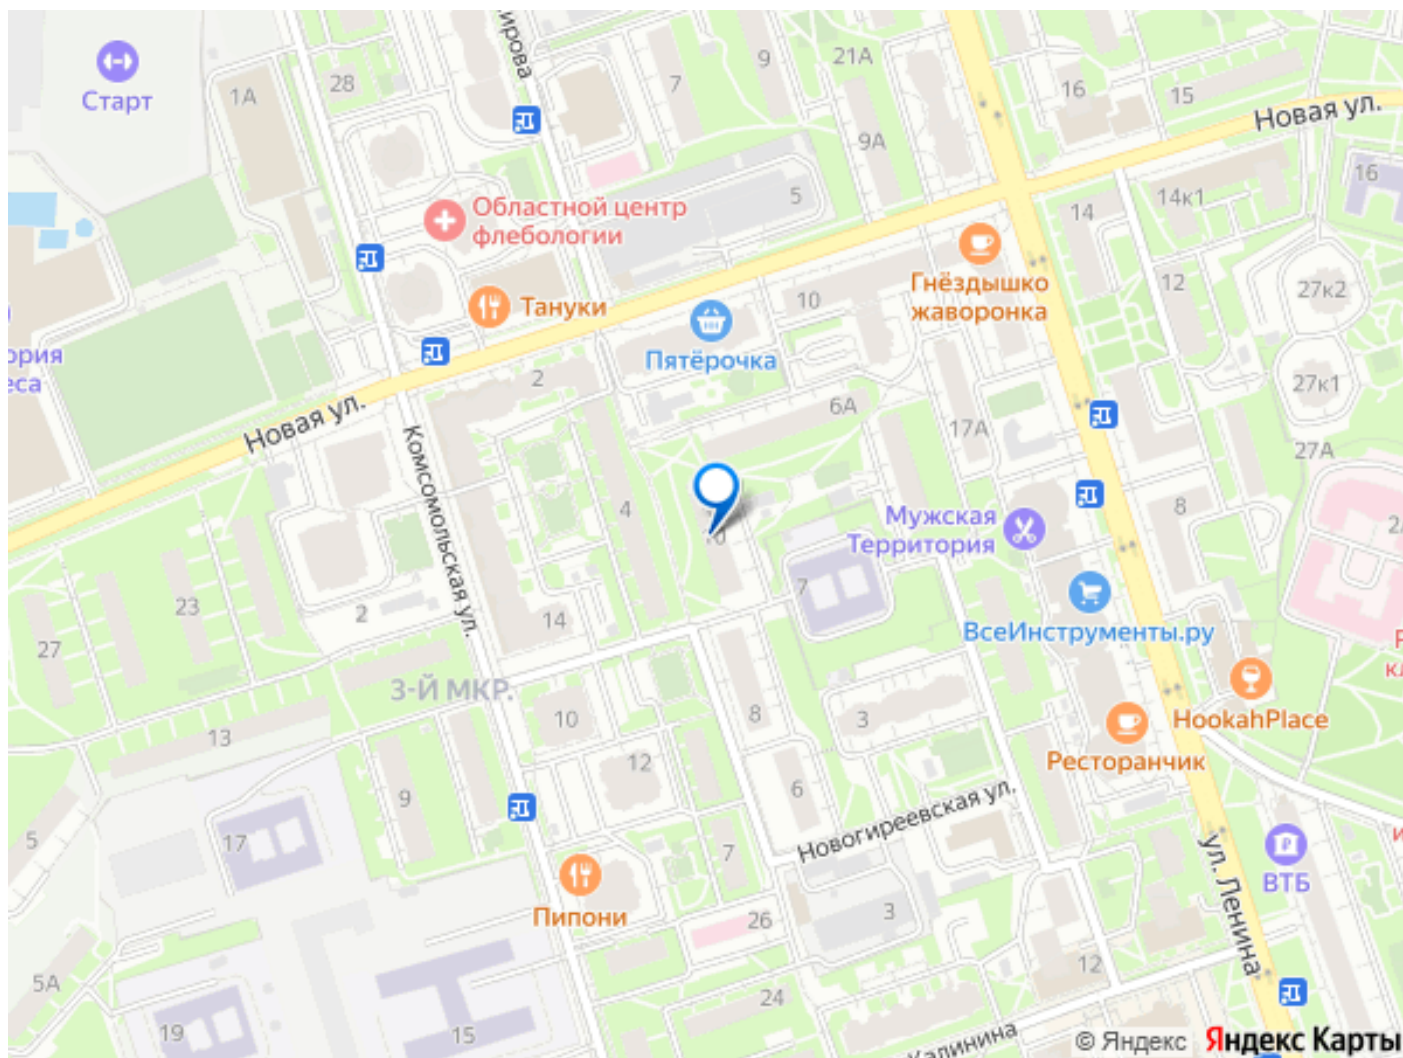 Старт
1А
28
ирова
7
9
21А
16
15
Новая ул.
9А
5
16
14к1
14
Областной центр
флебологии
Гнёздышко
жаворонка
12
27к2
Тануки
10
Пятёрочка
ория
еса
2
27к1
6А
17А
Новая ул.
27А
Комсомольская ул.
4
8
Мужская
Территория
10
7
23
2
14
27
ВсеИнструменты.ру
3-Й МКР.
10
8
3
HookahPlace
13
12
Ресторанчик
9
6
Новогиреевская ул.
5
17
7
ул. Ленина
ВТБ
Пипони
26
3
5А
12
24
19
15
Калинина
© Яндекс
Яндекс Карты